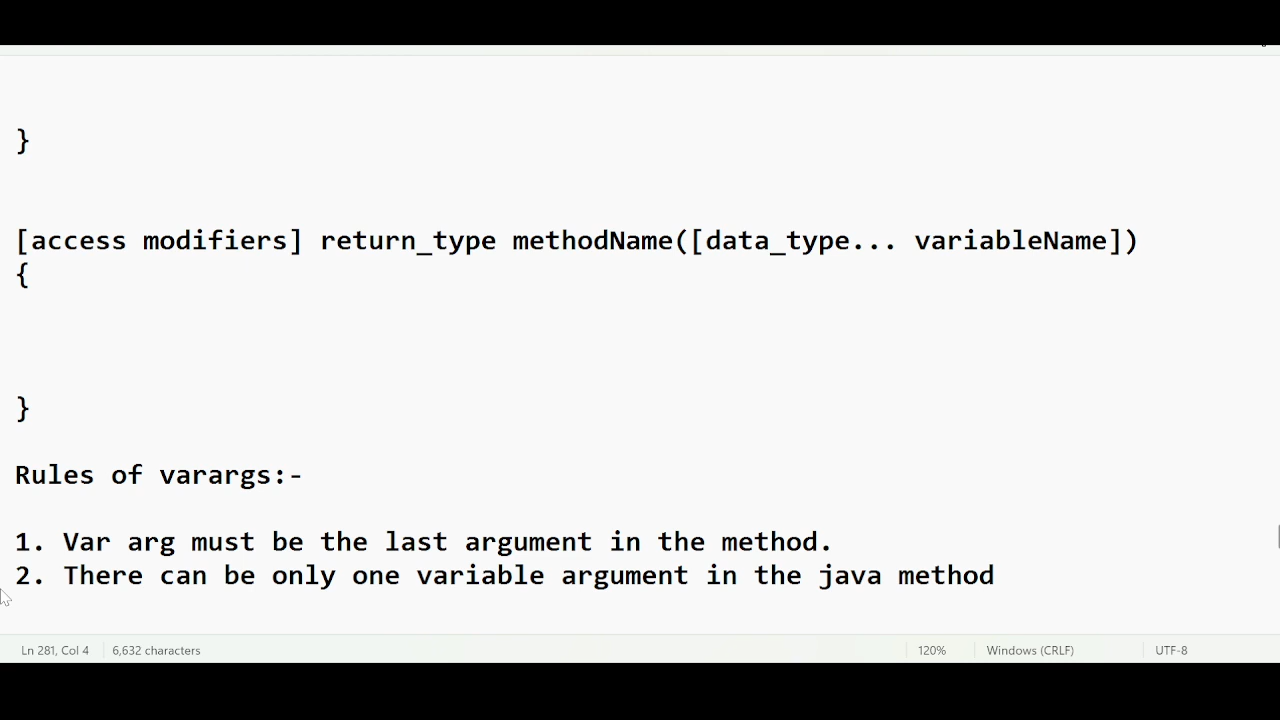 }
[access modifiers] return_type methodName([data_type... variableName])
{
}
Rules of varargs:-
1. Var arg must be the last argument in the method.
2. There can be only one variable argument in the java method
Ln 281, Col 4 6,632 characters 120% Windows (CRLF) UTF-8